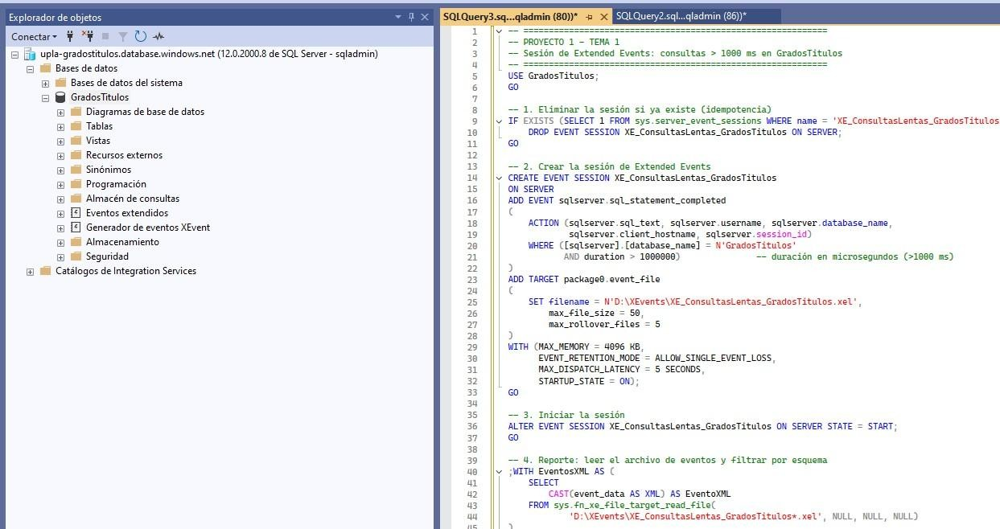 Explorador de objetos
Conectar
upla-gradostitulos.database.windows.net (12.0.2000.8 de SQL Server - sqladmin)
Bases de datos
Bases de datos del sistema
GradosTitulos
Diagramas de base de datos
Tablas
Vistas
Recursos externos
Sinónimos
Programación
Almacén de consultas
Eventos extendidos
Generador de eventos XEvent
Almacenamiento
Seguridad
Catálogos de Integration Services
SQLQuery3.sq...qladmin (80))*
SQLQuery2.sql...qladmin (86))*
1 -- ============================================================
2 -- PROYECTO 1 - TEMA 1
3 -- Sesión de Extended Events: consultas > 1000 ms en GradosTitulos
4 -- ============================================================
5 USE GradosTitulos;
6 GO
7
8 -- 1. Eliminar la sesión si ya existe (idempotencia)
9 IF EXISTS (SELECT 1 FROM sys.server_event_sessions WHERE name = 'XE_ConsultasLentas_GradosTitulos
10 DROP EVENT SESSION XE_ConsultasLentas_GradosTitulos ON SERVER;
11 GO
12
13 -- 2. Crear la sesión de Extended Events
14 CREATE EVENT SESSION XE_ConsultasLentas_GradosTitulos
15 ON SERVER
16 ADD EVENT sqlserver.sql_statement_completed
17 (
18 ACTION (sqlserver.sql_text, sqlserver.username, sqlserver.database_name,
19 sqlserver.client_hostname, sqlserver.session_id)
20 WHERE ([sqlserver].[database_name] = N'GradosTitulos'
21 AND duration > 1000000) -- duración en microsegundos (>1000 ms)
22 )
23 ADD TARGET package0.event_file
24 (
25 SET filename = N'D:\XEvents\XE_ConsultasLentas_GradosTitulos.xel',
26 max_file_size = 50,
27 max_rollover_files = 5
28 )
29 WITH (MAX_MEMORY = 4096 KB,
30 EVENT_RETENTION_MODE = ALLOW_SINGLE_EVENT_LOSS,
31 MAX_DISPATCH_LATENCY = 5 SECONDS,
32 STARTUP_STATE = ON);
33 GO
34
35 -- 3. Iniciar la sesión
36 ALTER EVENT SESSION XE_ConsultasLentas_GradosTitulos ON SERVER STATE = START;
37 GO
38
39 -- 4. Reporte: leer el archivo de eventos y filtrar por esquema
40 ;WITH EventosXML AS (
41 SELECT
42 CAST(event_data AS XML) AS EventoXML
43 FROM sys.fn_xe_file_target_read_file(
44 'D:\XEvents\XE_ConsultasLentas_GradosTitulos*.xel', NULL, NULL, NULL)
45 )